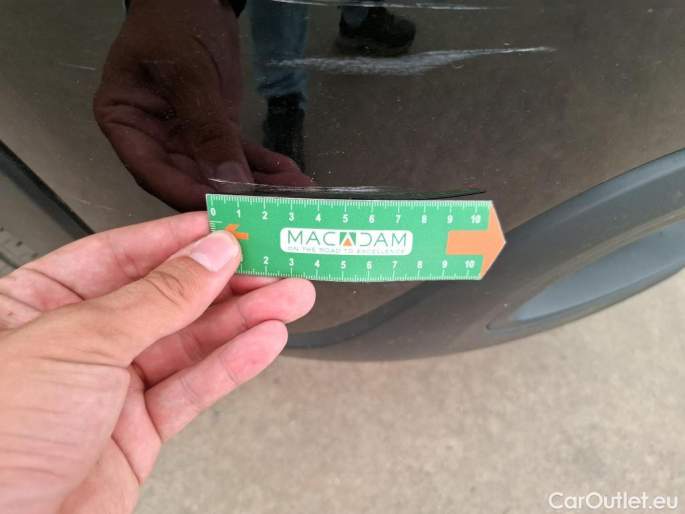 0 1 2 3 4 5 6 7 8 9 10
MACADAM
ON THE ROAD TO EXCELLENCE
2 3 4 5 6 7 8 9 10
CarOutlet.eu